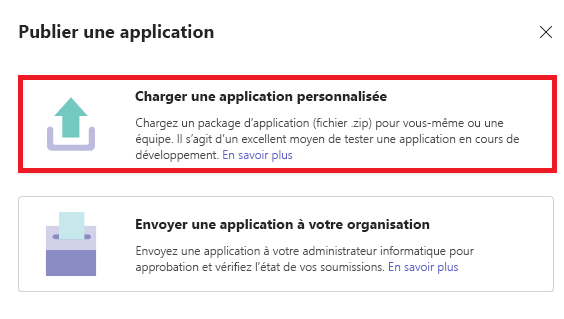 Publier une application
Charger une application personnalisée
Chargez un package d'application (fichier .zip) pour vous-même ou une
équipe. Il s'agit d'un excellent moyen de tester une application en cours de
développement. En savoir plus
Envoyer une application à votre organisation
Envoyez une application à votre administrateur informatique pour
approbation et vérifiez l'état de vos soumissions. En savoir plus